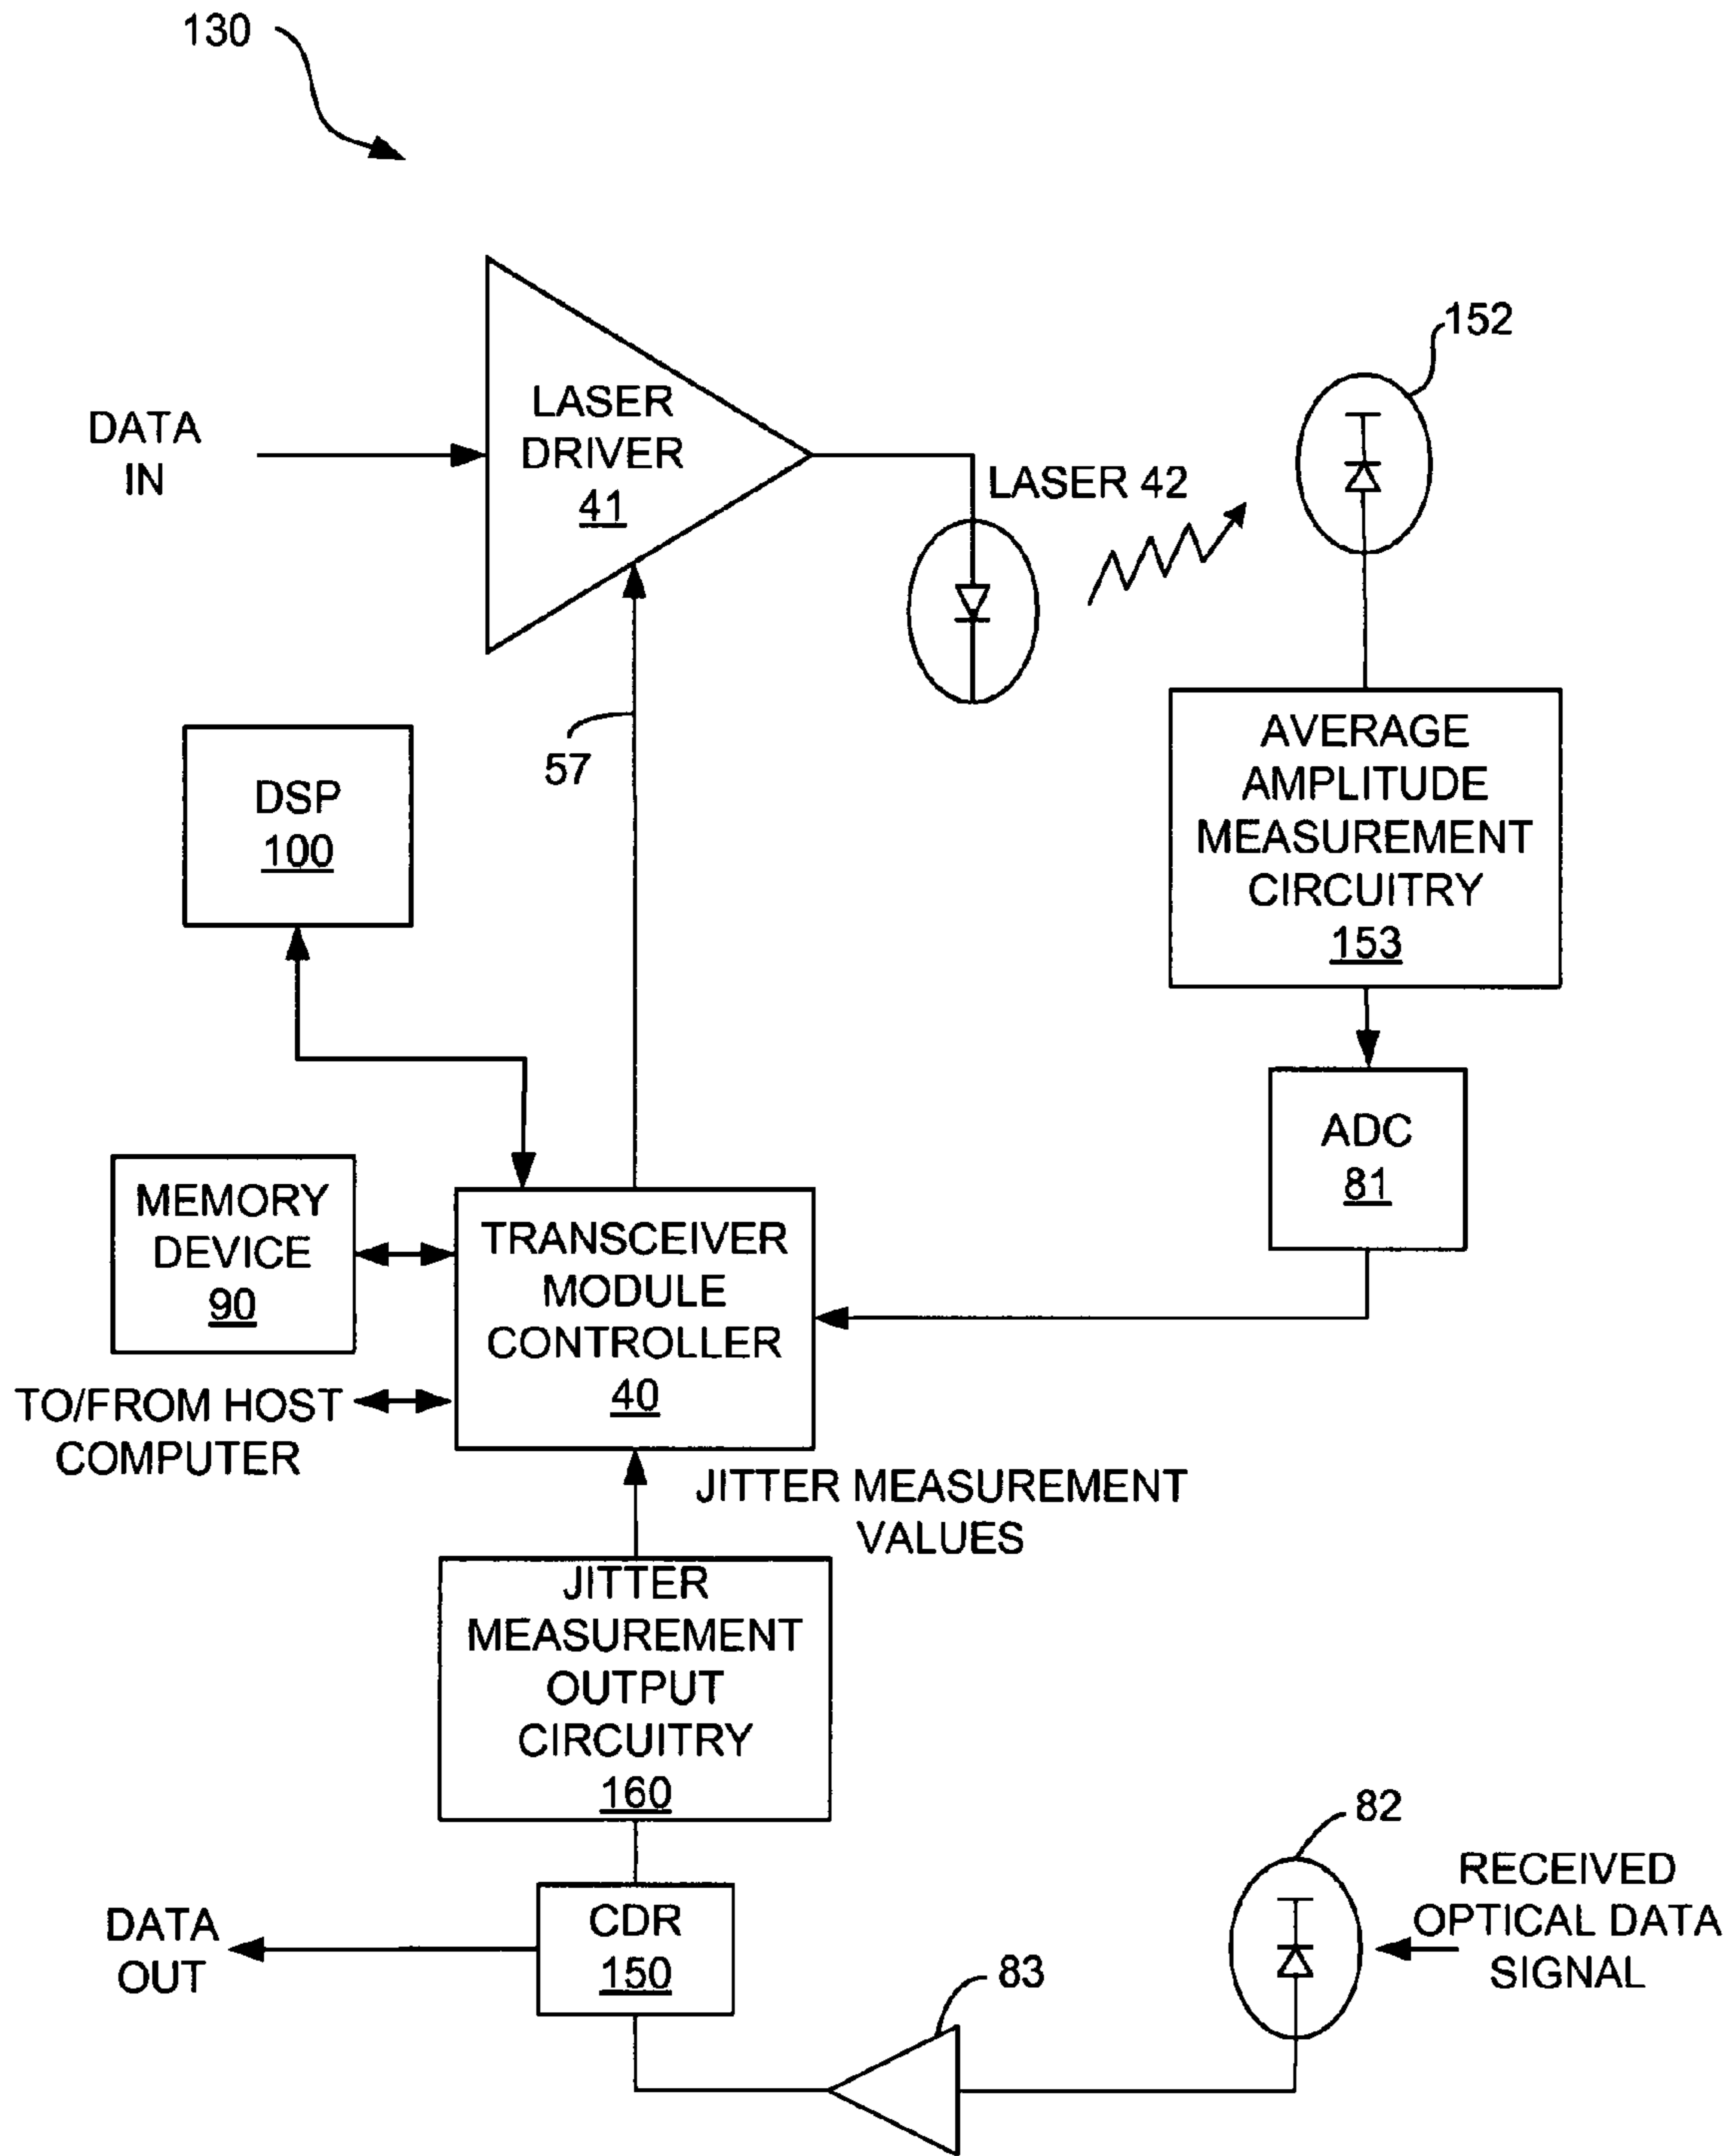 130
152
LASER
DRIVER
41
DATA
IN
LASER 42
57
AVERAGE
AMPLITUDE
MEASUREMENT
CIRCUITRY
153
DSP
100
ADC
81
MEMORY
DEVICE
90
TRANSCEIVER
MODULE
CONTROLLER
40
TO/FROM HOST
COMPUTER
JITTER MEASUREMENT
VALUES
JITTER
MEASUREMENT
OUTPUT
CIRCUITRY
160
82
RECEIVED
OPTICAL DATA
SIGNAL
CDR
150
DATA
OUT
83